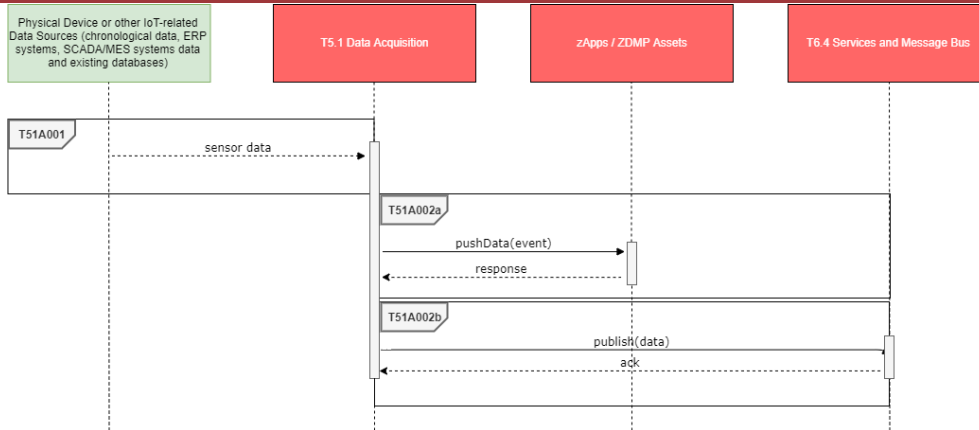 Physical Device or other IoT-related
Data Sources (chronological data, ERP
systems, SCADA/MES systems data
and existing databases)
T5.1 Data Acquisition
zApps / ZDMP Assets
T6.4 Services and Message Bus
T51A001
sensor data
T51A002a
pushData(event)
response
T51A002b
publish(data)
ack